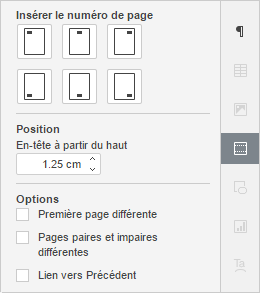 Insérer le numéro de page
Position
En-tête à partir du haut
1.25 cm
Options
Première page différente
Pages paires et impaires
différentes
Lien vers Précédent
Ta